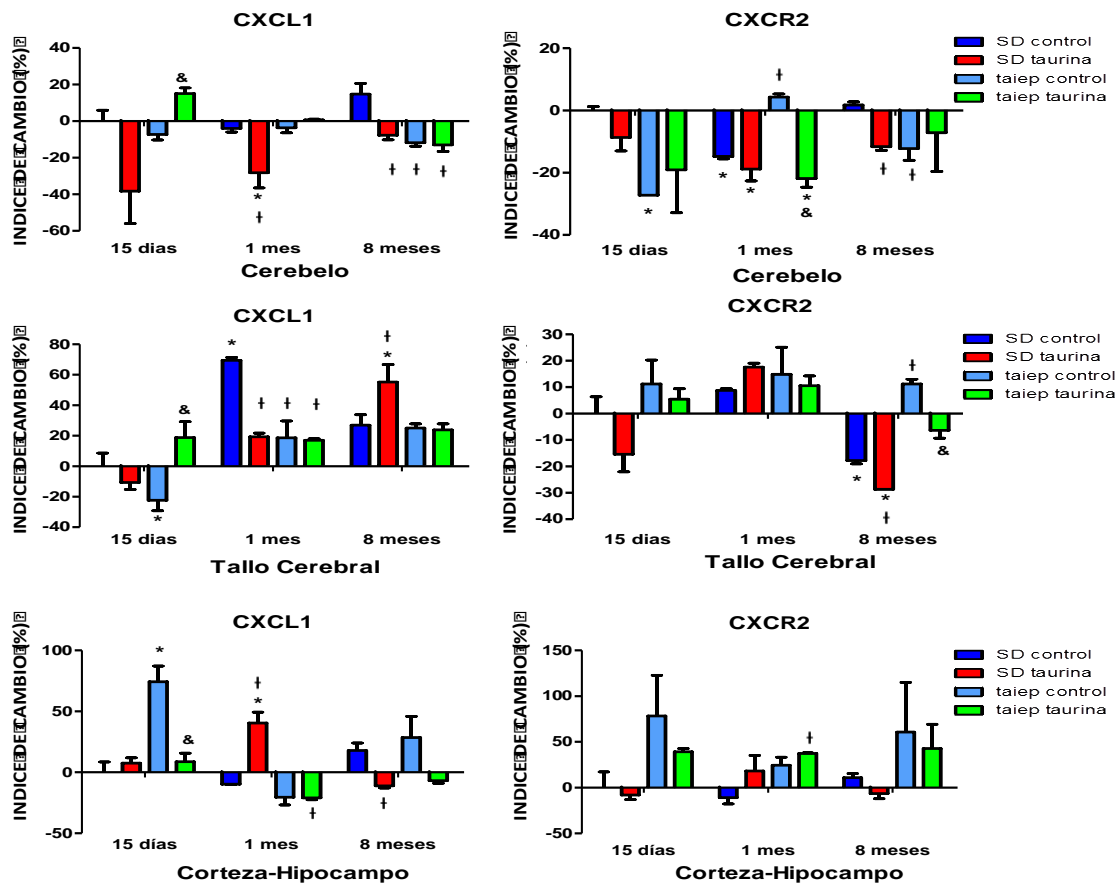 CXCL1
INDICE DE CAMBIO (%)
40
20
0
-20
-40
-60
&
*
ƚ
ƚ ƚ ƚ
15 dias 1 mes 8 meses
Cerebelo
CXCR2
INDICE DE CAMBIO (%)
20
0
-20
-40
*
*
*
ƚ
*
&
ƚ
ƚ
15 dias 1 mes 8 meses
Cerebelo
SD control
SD taurina
taiep control
taiep taurina
CXCL1
INDICE DE CAMBIO (%)
80
60
40
20
0
-20
-40
*
&
*
ƚ
ƚ
ƚ
ƚ
*
15 dias 1 mes 8 meses
Tallo Cerebral
CXCR2
INDICE DE CAMBIO (%)
30
20
10
0
-10
-20
-30
-40
*
*
ƚ
ƚ
&
15 dias 1 mes 8 meses
Tallo Cerebral
SD control
SD taurina
taiep control
taiep taurina
CXCL1
INDICE DE CAMBIO (%)
100
50
0
-50
*
&
ƚ
*
ƚ
ƚ
15 días 1 mes 8 meses
Corteza-Hipocampo
CXCR2
INDICE DE CAMBIO (%)
150
100
50
0
-50
ƚ
15 días 1 mes 8 meses
Corteza-Hipocampo
SD control
SD taurina
taiep control
taiep taurina